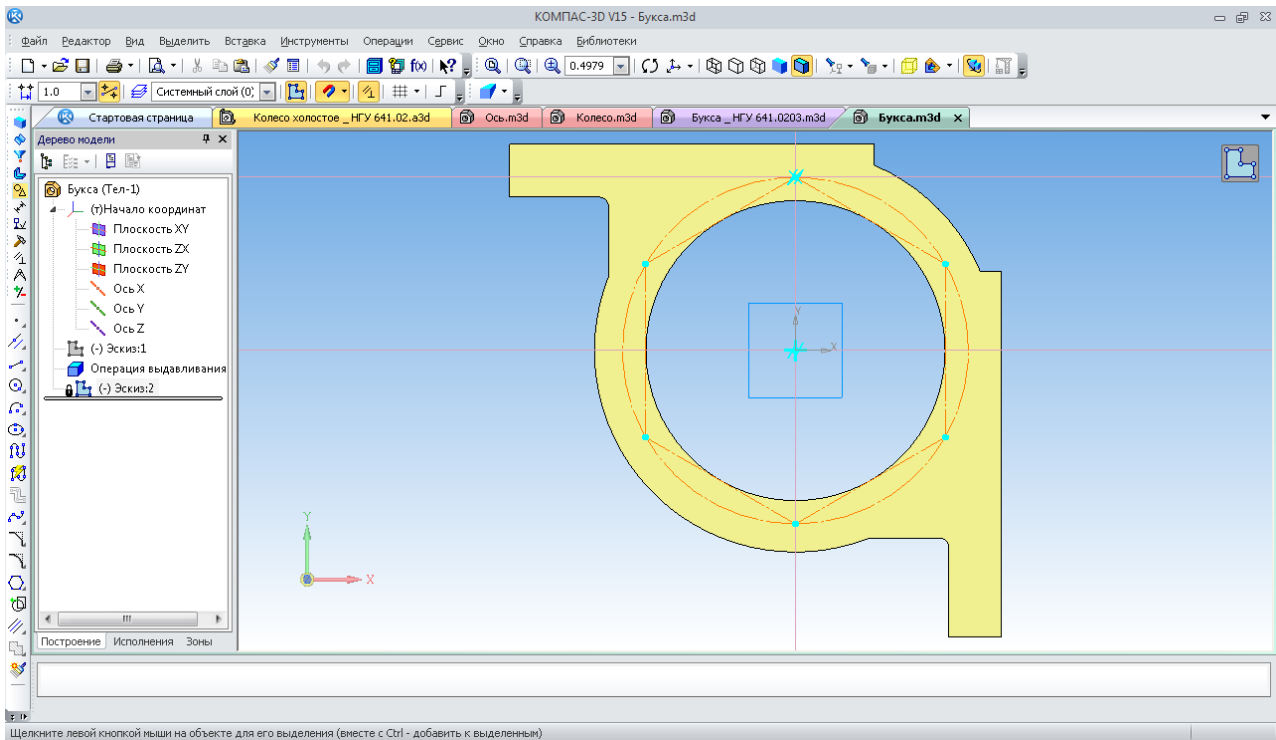 КОМПАС-3D V15 - Букса.m3d
Файл Редактор Вид Выделить Вставка Инструменты Операции Сервис Окно Справка Библиотеки
f(x) 0.4979
1.0 Системный слой (0;
Стартовая страница Колесо холостое _ НГУ 641.02.a3d Ось.m3d Колесо.m3d Букса _ НГУ 641.0203.m3d Букса.m3d
Дерево модели
Букса (Тел-1)
(т)Начало координат
Плоскость XY
Плоскость ZX
Плоскость ZY
Ось X
Ось Y
Ось Z
(-) Эскиз:1
Операция выдавливания
(-) Эскиз:2
Y
X
Y
X
Построение Исполнения Зоны
Щелкните левой кнопкой мыши на объекте для его выделения (вместе с Ctrl - добавить к выделенным)